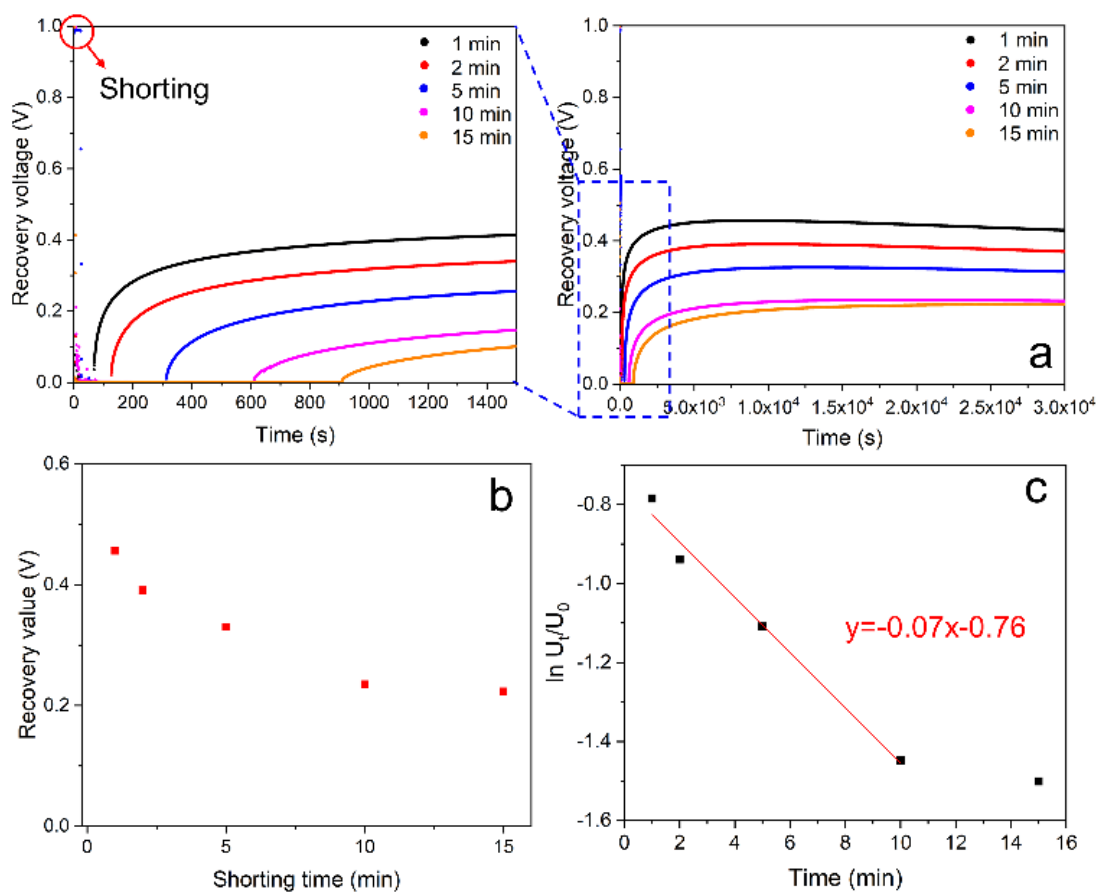 1.0
0.8
0.6
0.4
0.2
0.0
Recovery voltage (V)
Shorting
1 min
2 min
5 min
10 min
15 min
0 200 400 600 800 1000 1200 1400
Time (s)
1.0
0.8
0.6
0.4
0.2
0.0
Recovery voltage (V)
1 min
2 min
5 min
10 min
15 min
a
0.0 5.0x10³ 1.0x10⁴ 1.5x10⁴ 2.0x10⁴ 2.5x10⁴ 3.0x10⁴
Time (s)
0.6
0.4
0.2
0.0
Recovery value (V)
b
0 5 10 15
Shorting time (min)
-0.8
-1.0
-1.2
-1.4
-1.6
ln Uₜ/U₀
c
y=-0.07x-0.76
0 2 4 6 8 10 12 14 16
Time (min)